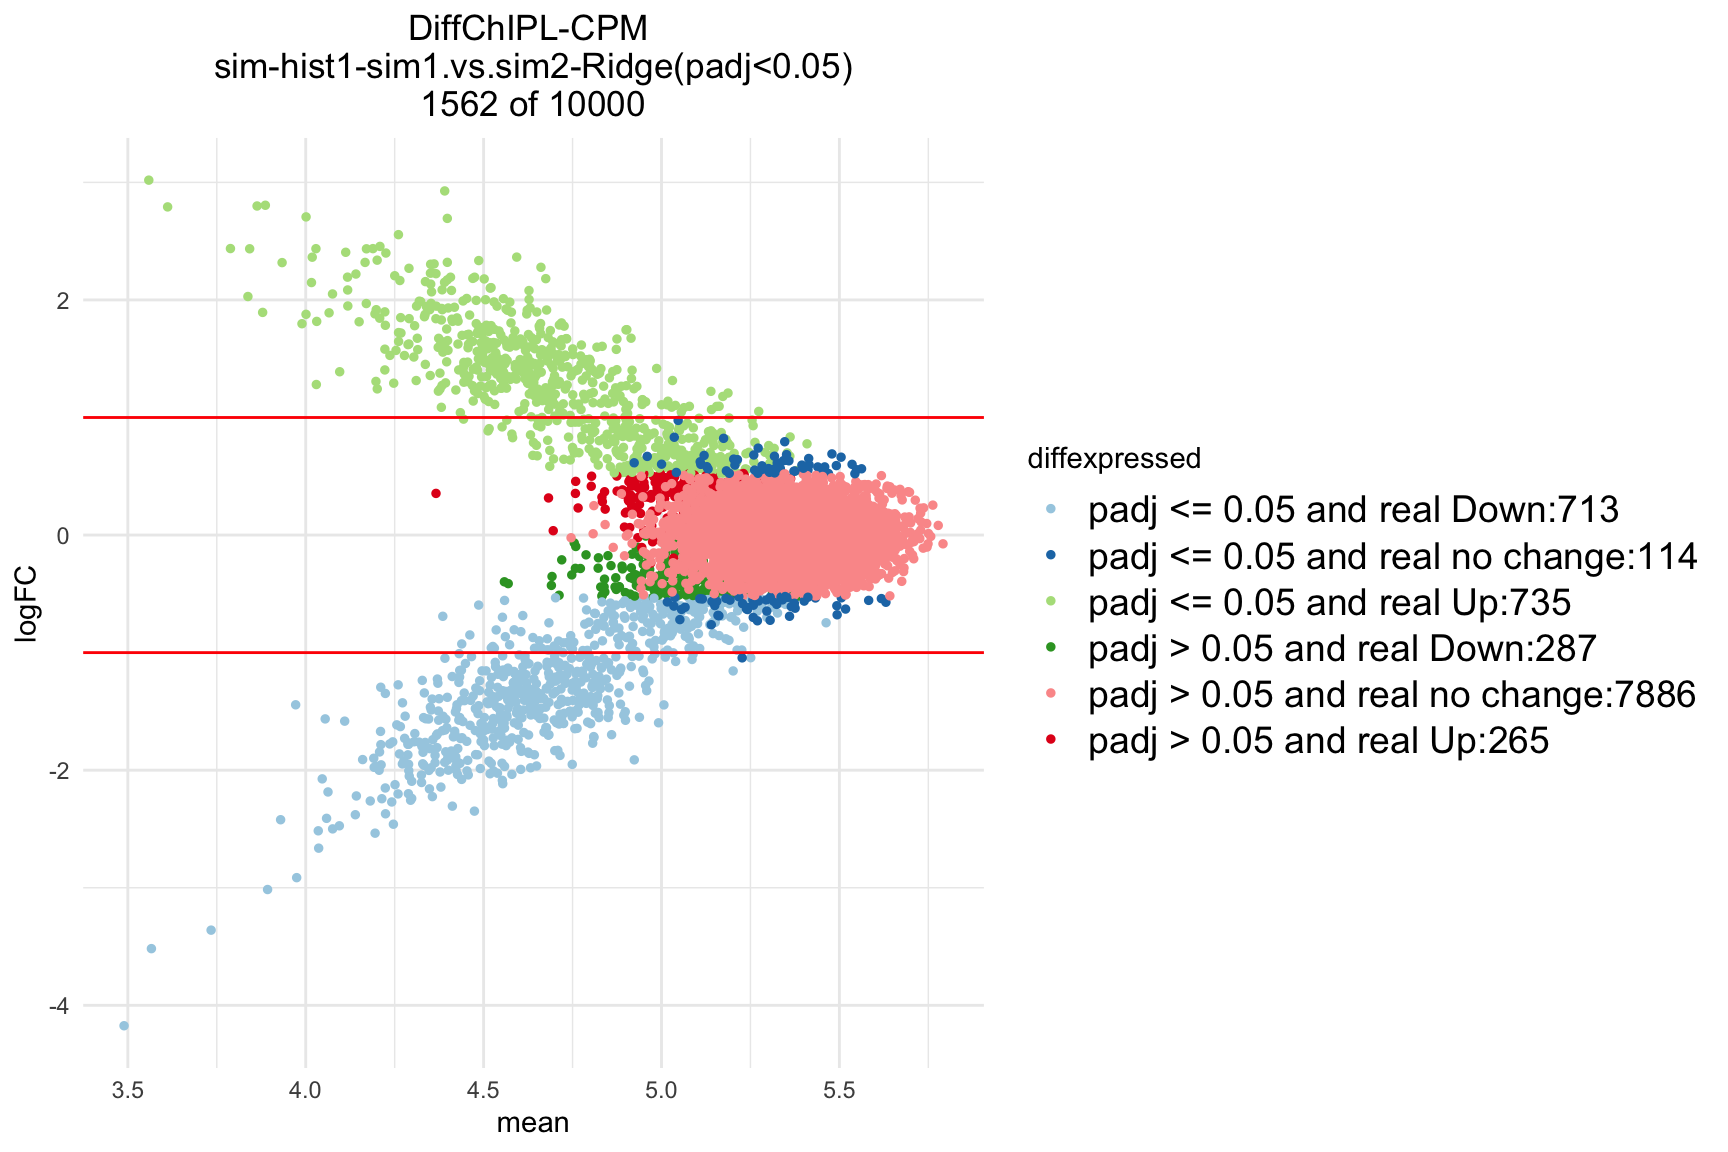 DiffChIPL-CPM
sim-hist1-sim1.vs.sim2-Ridge(padj<0.05)
1562 of 10000
2
0
-2
-4
logFC
3.5 4.0 4.5 5.0 5.5
mean
diffexpressed
padj <= 0.05 and real Down:713
padj <= 0.05 and real no change:114
padj <= 0.05 and real Up:735
padj > 0.05 and real Down:287
padj > 0.05 and real no change:7886
padj > 0.05 and real Up:265